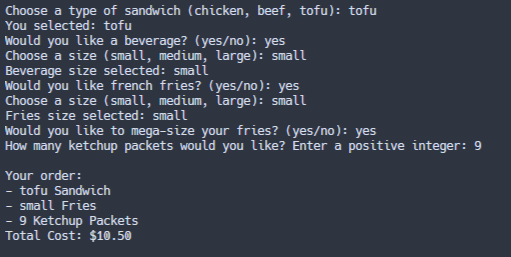 Choose a type of sandwich (chicken, beef, tofu): tofu
You selected: tofu
Would you like a beverage? (yes/no): yes
Choose a size (small, medium, large): small
Beverage size selected: small
Would you like french fries? (yes/no): yes
Choose a size (small, medium, large): small
Fries size selected: small
Would you like to mega-size your fries? (yes/no): yes
How many ketchup packets would you like? Enter a positive integer: 9

Your order:
- tofu Sandwich
- small Fries
- 9 Ketchup Packets
Total Cost: $10.50